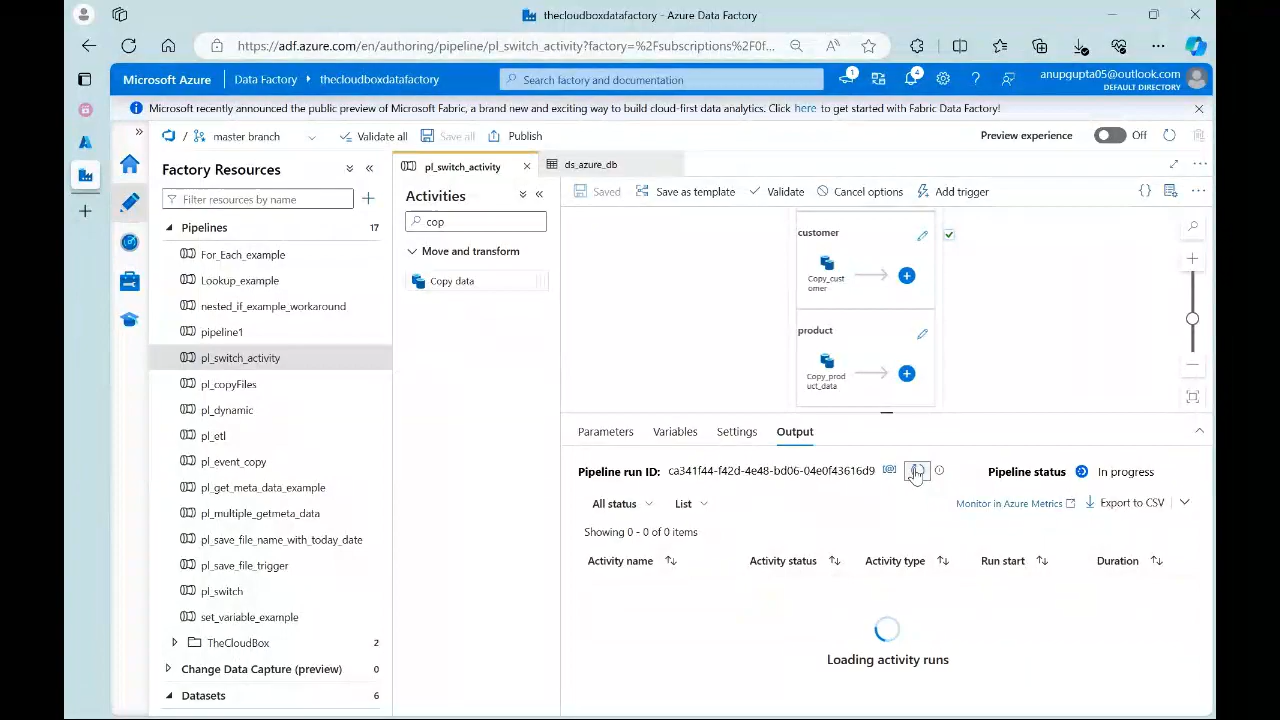 thecloudboxdatafactory - Azure Data Factory
https://adf.azure.com/en/authoring/pipeline/pl_switch_activity?factory=%2Fsubscriptions%2F0f...
Microsoft Azure
Data Factory
thecloudboxdatafactory
Search factory and documentation
1
4
anupgupta05@outlook.com
DEFAULT DIRECTORY
Microsoft recently announced the public preview of Microsoft Fabric, a brand new and exciting way to build cloud-first data analytics. Click here to get started with Fabric Data Factory!
master branch
Validate all
Save all
Publish
Preview experience
Off
Factory Resources
Filter resources by name
Pipelines 17
For_Each_example
Lookup_example
nested_if_example_workaround
pipeline1
pl_switch_activity
pl_copyFiles
pl_dynamic
pl_etl
pl_event_copy
pl_get_meta_data_example
pl_multiple_getmeta_data
pl_save_file_name_with_today_date
pl_save_file_trigger
pl_switch
set_variable_example
TheCloudBox 2
Change Data Capture (preview) 0
Datasets 6
pl_switch_activity
ds_azure_db
Activities
cop
Move and transform
Copy data
Saved
Save as template
Validate
Cancel options
Add trigger
customer
Copy_cust
omer
product
Copy_prod
uct_data
Parameters
Variables
Settings
Output
Pipeline run ID: ca341f44-f42d-4e48-bd06-04e0f43616d9
Pipeline status In progress
All status
List
Monitor in Azure Metrics
Export to CSV
Showing 0 - 0 of 0 items
Activity name
Activity status
Activity type
Run start
Duration
Loading activity runs